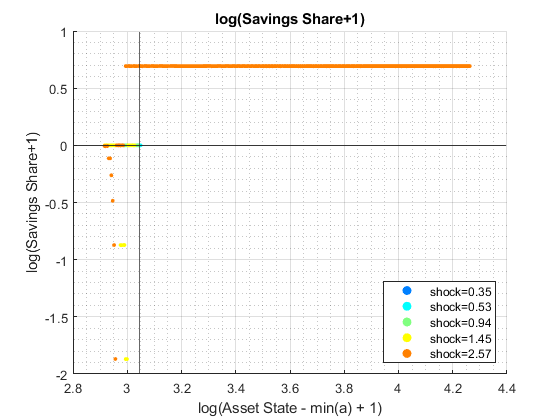 log(Savings Share+1)
log(Savings Share+1)
1
0.5
0
-0.5
-1
-1.5
-2
2.8
3
3.2
3.4
3.6
3.8
4
4.2
4.4
log(Asset State - min(a) + 1)
shock=0.35
shock=0.53
shock=0.94
shock=1.45
shock=2.57